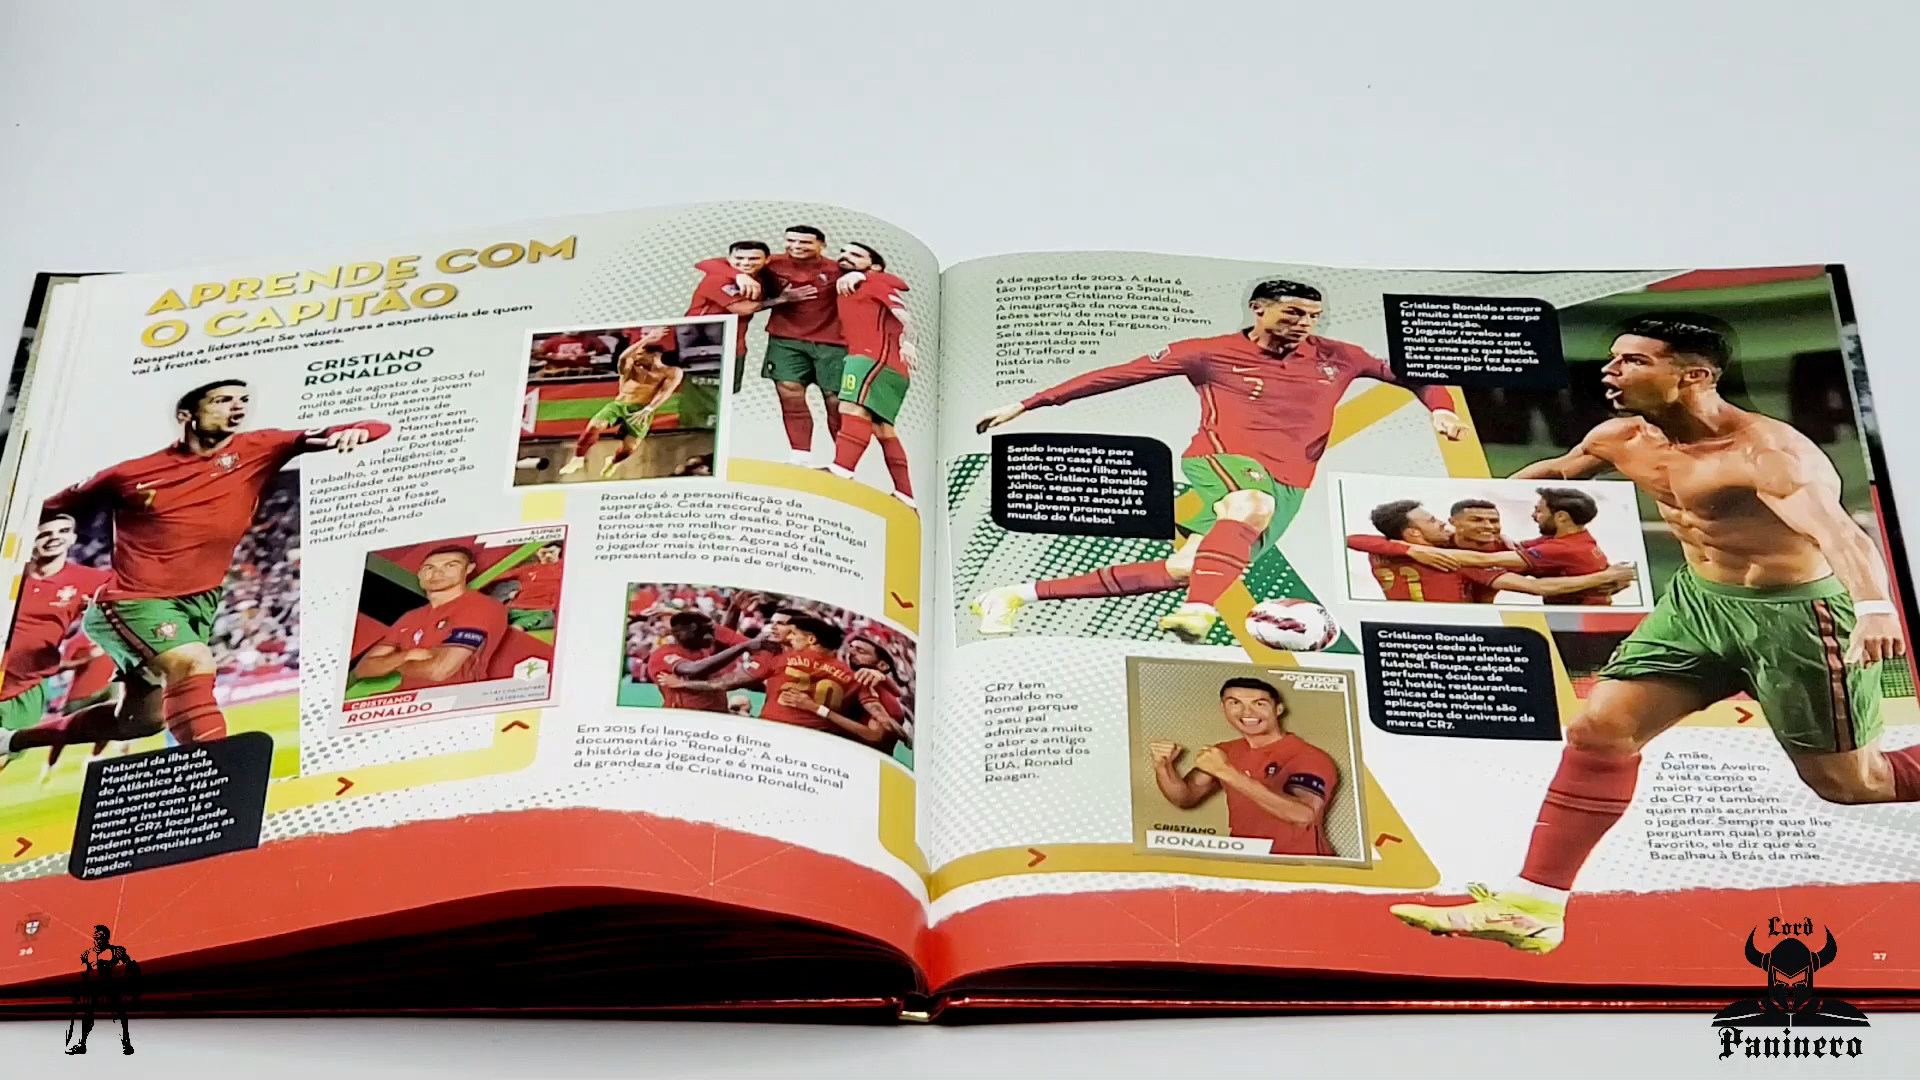 APRENDE COM
O CAPITÃO
Respeita a liderança! Se valorizares a experiência de quem
vai à frente, erras menos vezes.
CRISTIANO
RONALDO
O mês de agosto de 2003 foi
muito agitado para o jovem
de 18 anos. Uma semana
depois de
aterrar em
Manchester,
fez a estreia
por Portugal.
A inteligência, o
trabalho, o empenho e a
capacidade de superação
fizeram com que o
seu futebol se fosse
adaptando, à medida
que foi ganhando
maturidade.
SUPER
AVANÇADO
CRISTIANO
RONALDO
Natural da ilha da
Madeira, na pérola
do Atlântico é ainda
mais venerado. Há um
aeroporto com o seu
nome e instalou lá o
Museu CR7, local onde
podem ser admiradas as
maiores conquistas do
jogador.
Ronaldo é a personificação da
superação. Cada recorde é uma meta,
cada obstáculo um desafio. Por Portugal
tornou-se no melhor marcador da
história de seleções. Agora só falta ser
o jogador mais internacional de sempre,
representando o país de origem.
18
JOÃO CANCELO
20
Em 2015 foi lançado o filme
documentário "Ronaldo". A obra conta
a história do jogador e é mais um sinal
da grandeza de Cristiano Ronaldo.
26
6 de agosto de 2003. A data é
tão importante para o Sporting,
como para Cristiano Ronaldo.
A inauguração da nova casa dos
leões serviu de mote para o jovem
se mostrar a Alex Ferguson.
Seis dias depois foi
apresentado em
Old Trafford e a
história não
mais
parou.
7
Sendo inspiração para
todos, em casa é mais
notório. O seu filho mais
velho, Cristiano Ronaldo
Júnior, segue as pisadas
do pai e aos 12 anos já é
uma jovem promessa no
mundo do futebol.
CR7 tem
Ronaldo no
nome porque
o seu pai
admirava muito
o ator e antigo
presidente dos
EUA, Ronald
Reagan.
JOGADOR
CHAVE
CRISTIANO
RONALDO
Cristiano Ronaldo sempre
foi muito atento ao corpo
e alimentação.
O jogador revelou ser
muito cuidadoso com o
que come e o que bebe.
Esse exemplo fez escola
um pouco por todo o
mundo.
Cristiano Ronaldo
começou cedo a investir
em negócios paralelos ao
futebol. Roupa, calçado,
perfumes, óculos de
sol, hotéis, restaurantes,
clínicas de saúde e
aplicações móveis são
exemplos do universo da
marca CR7.
A mãe,
Dolores Aveiro,
é vista como o
maior suporte
de CR7 e também
quem mais acarinha
o jogador. Sempre que lhe
perguntam qual o prato
favorito, ele diz que é o
Bacalhau à Brás da mãe.
27
Lord
Paninero